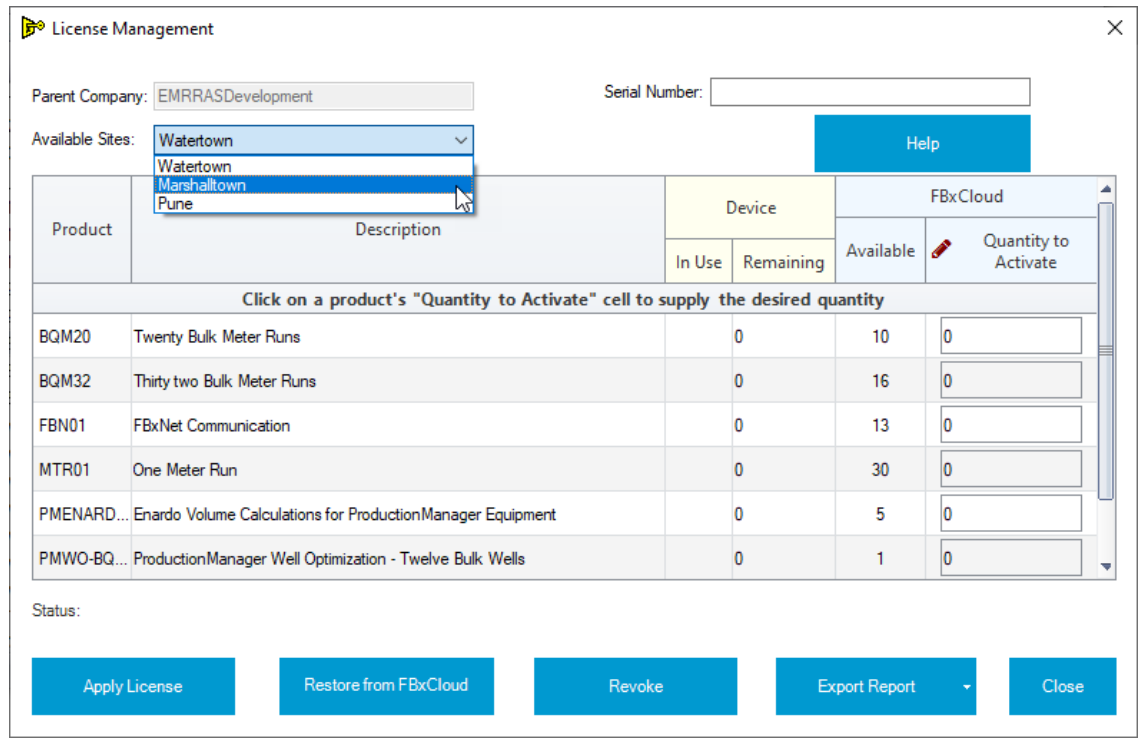 License Management
Parent Company: EMRRASDevelopment
Serial Number:
Available Sites: Watertown
Watertown
Marshalltown
Pune
Help
Product
Description
Device
FBxCloud
In Use
Remaining
Available
Quantity to
Activate
Click on a product's "Quantity to Activate" cell to supply the desired quantity
BQM20 Twenty Bulk Meter Runs 0 10 0
BQM32 Thirty two Bulk Meter Runs 0 16 0
FBN01 FBxNet Communication 0 13 0
MTR01 One Meter Run 0 30 0
PMENARD... Enardo Volume Calculations for ProductionManager Equipment 0 5 0
PMWO-BQ... ProductionManager Well Optimization - Twelve Bulk Wells 0 1 0
Status:
Apply License
Restore from FBxCloud
Revoke
Export Report
Close